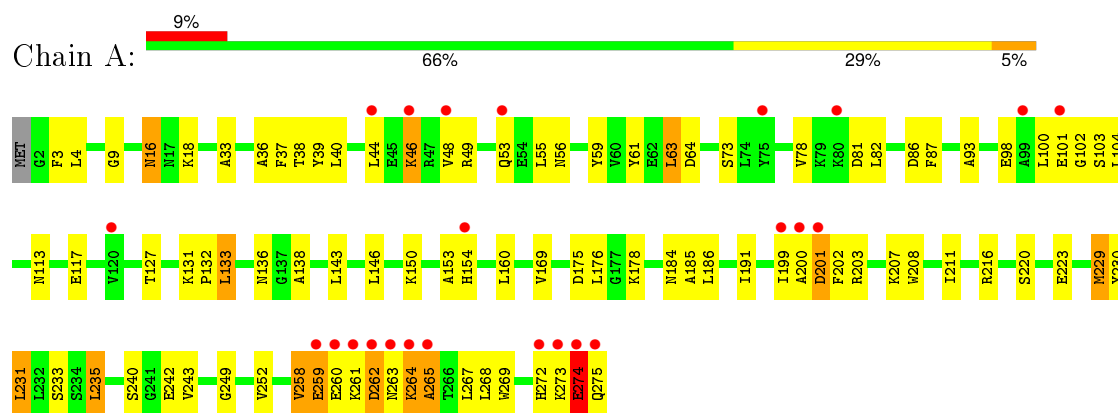 9%
Chain A:
66% 29% 5%
MET G2 F3 L4 G9 N16 N17 K18 A33 A36 F37 T38 Y39 L40 L44 E45 K46 R47 V48 R49 Q53 E54 L55 N56 Y59 V60 Y61 E62 L63 D64 S73 L74 Y75 V78 K79 K80 D81 L82 D86 F87 A93 E98 A99 L100 E101 G102 S103 L104
N113 E117 V120 T127 K131 P132 L133 N136 G137 A138 L143 L146 K150 A153 H154 L160 V169 D175 L176 G177 K178 N184 A185 L186 I191 I199 A200 D201 F202 R203 K207 W208 I211 R216 S220 E223 M229 Y230
L231 L232 S233 S234 L235 S240 G241 E242 V243 G249 V252 V258 E259 E260 K261 D262 N263 K264 A265 T266 L267 L268 W269 H272 K273 E274 Q275